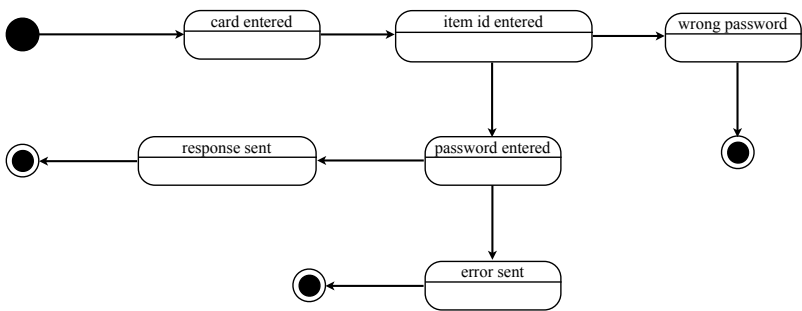 card entered
item id entered
wrong password
response sent
password entered
error sent